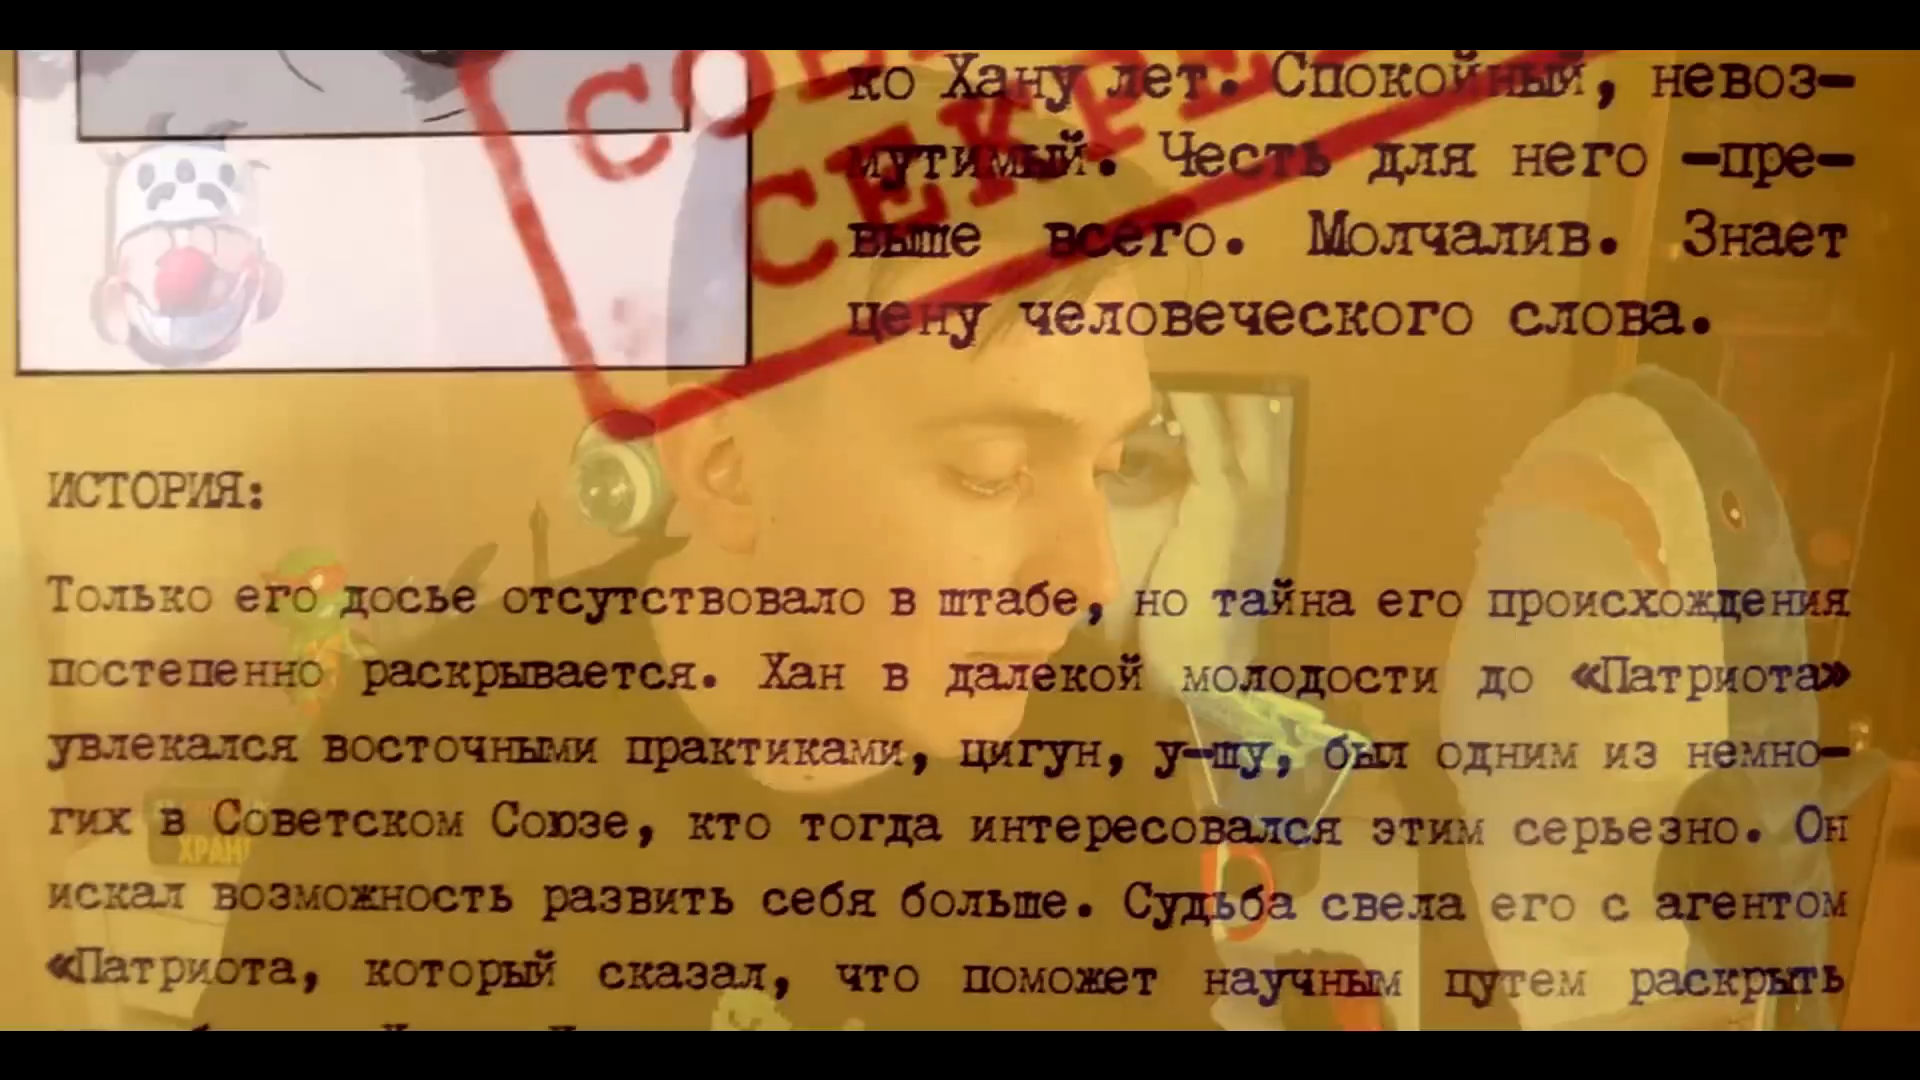 СОВ
СЕКРЕ
ко Хану лет. Спокойный, невоз-
мутимый. Честь для него -пре-
выше всего. Молчалив. Знает
цену человеческого слова.
ИСТОРИЯ:
Только его досье отсутствовало в штабе, но тайна его происхождения
постепенно раскрывается. Хан в далекой молодости до «Патриота»
увлекался восточными практиками, цигун, у-шу, был одним из немно-
гих в Советском Союзе, кто тогда интересовался этим серьезно. Он
ХРАН
искал возможность развить себя больше. Судьба свела его с агентом
«Патриота, который сказал, что поможет научным путем раскрыть